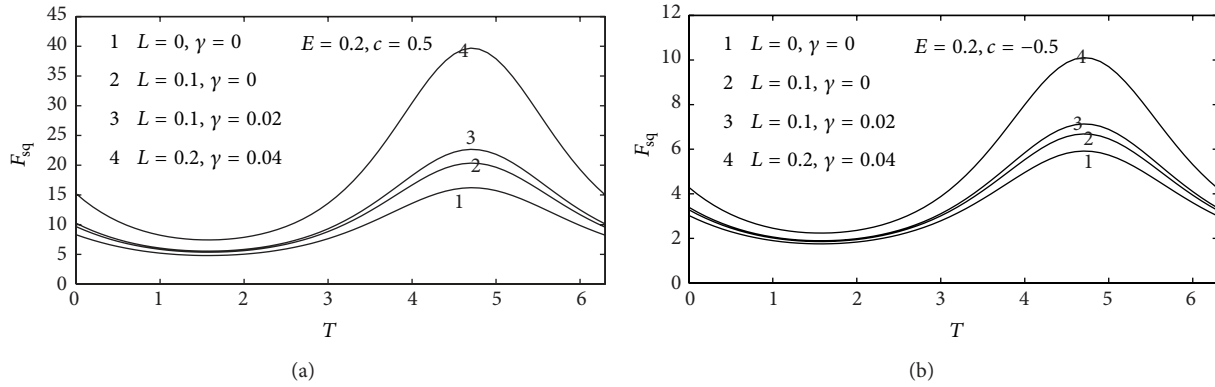 45
40
35
30
25
20
15
10
5
0
F_sq
1 L = 0, γ = 0
2 L = 0.1, γ = 0
3 L = 0.1, γ = 0.02
4 L = 0.2, γ = 0.04
E = 0.2, c = 0.5
4
3
2
1
0 1 2 3 4 5 6
T
(a)
12
10
8
6
4
2
0
F_sq
1 L = 0, γ = 0
2 L = 0.1, γ = 0
3 L = 0.1, γ = 0.02
4 L = 0.2, γ = 0.04
E = 0.2, c = −0.5
4
3
2
1
0 1 2 3 4 5 6
T
(b)